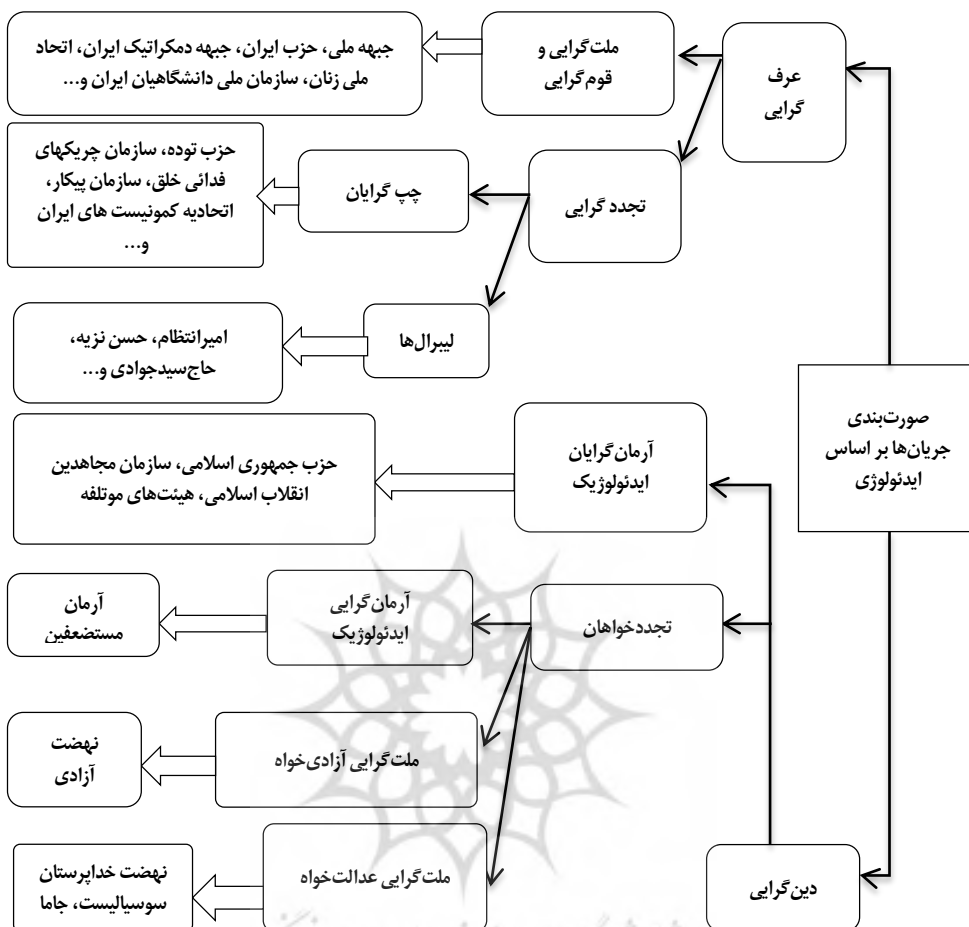 صورت‌بندی
جریان‌ها بر اساس
ایدئولوژی
عرف
گرایی
ملت‌گرایی و
قوم‌گرایی
جبهه ملی، حزب ایران، جبهه دمکراتیک ایران، اتحاد
ملی زنان، سازمان ملی دانشگاهیان ایران و...
تجدد گرایی
چپ گرایان
حزب توده، سازمان چریکهای
فدائی خلق، سازمان پیکار،
اتحادیه کمونیست های ایران
و...
لیبرال‌ها
امیرانتظام، حسن نزیه،
حاج‌سیدجوادی و...
دین‌گرایی
آرمان‌گرایان
ایدئولوژیک
حزب جمهوری اسلامی، سازمان مجاهدین
انقلاب اسلامی، هیئت‌های موتلفه
تجددخواهان
آرمان‌گرایی
ایدئولوژیک
آرمان
مستضعفین
ملت‌گرایی آزادی‌خواه
نهضت
آزادی
ملت‌گرایی عدالت‌خواه
نهضت خداپرستان
سوسیالیست، جاما